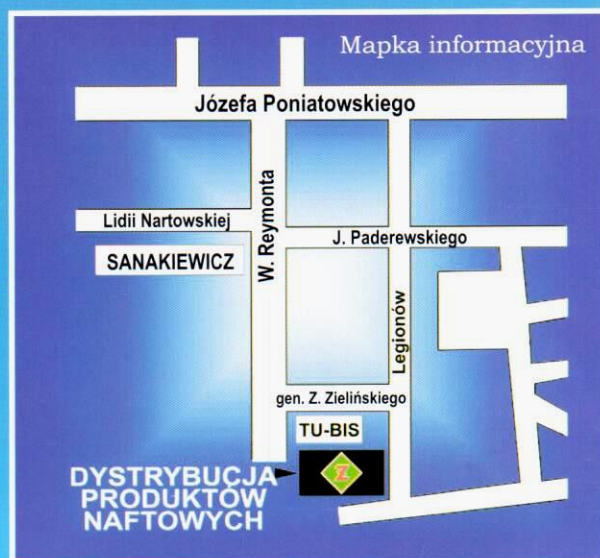 Mapka informacyjna
Józefa Poniatowskiego
W. Reymonta
Lidii Nartowskiej
J. Paderewskiego
SANAKIEWICZ
Legionów
gen. Z. Zielińskiego
TU-BIS
Z
DYSTRYBUCJA
PRODUKTÓW
NAFTOWYCH